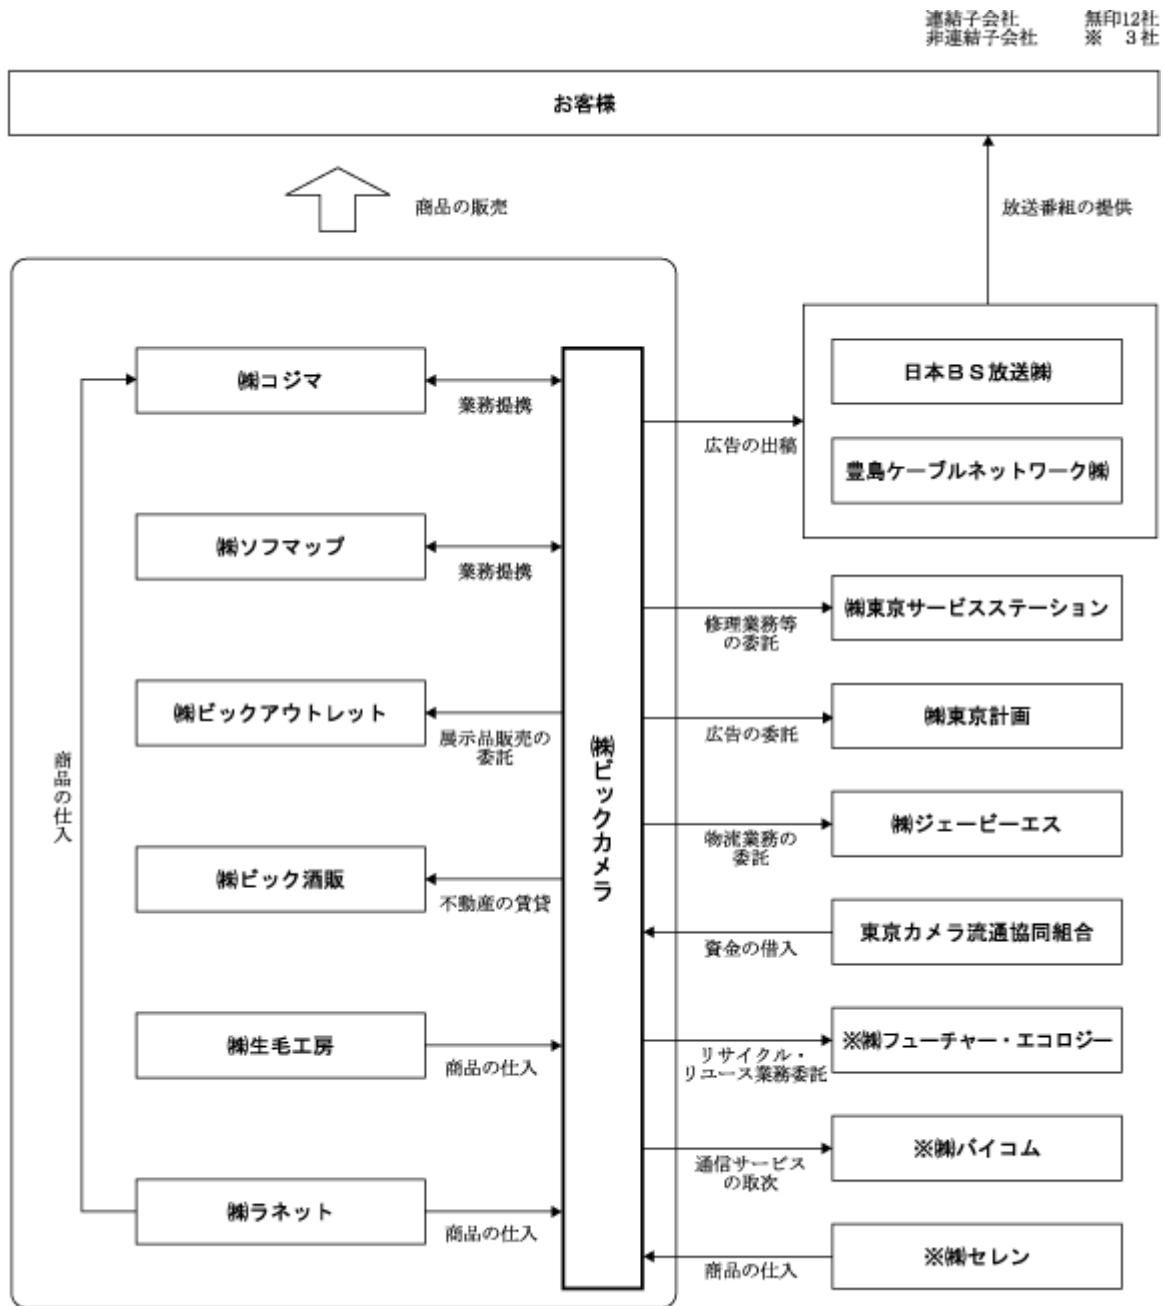 連結子会社 無印12社
非連結子会社 ※ 3社
お客様
商品の販売
放送番組の提供
㈱コジマ
業務提携
㈱ソフマップ
業務提携
㈱ビックアウトレット
展示品販売の
委託
㈱ビック酒販
不動産の賃貸
㈱生毛工房
商品の仕入
㈱ラネット
商品の仕入
商品の仕入
㈱ビックカメラ
広告の出稿
日本BS放送㈱
豊島ケーブルネットワーク㈱
修理業務等
の委託
㈱東京サービスステーション
広告の委託
㈱東京計画
物流業務の
委託
㈱ジェービーエス
資金の借入
東京カメラ流通協同組合
リサイクル・
リユース業務委託
※㈱フューチャー・エコロジー
通信サービス
の取次
※㈱バイコム
商品の仕入
※㈱セレン